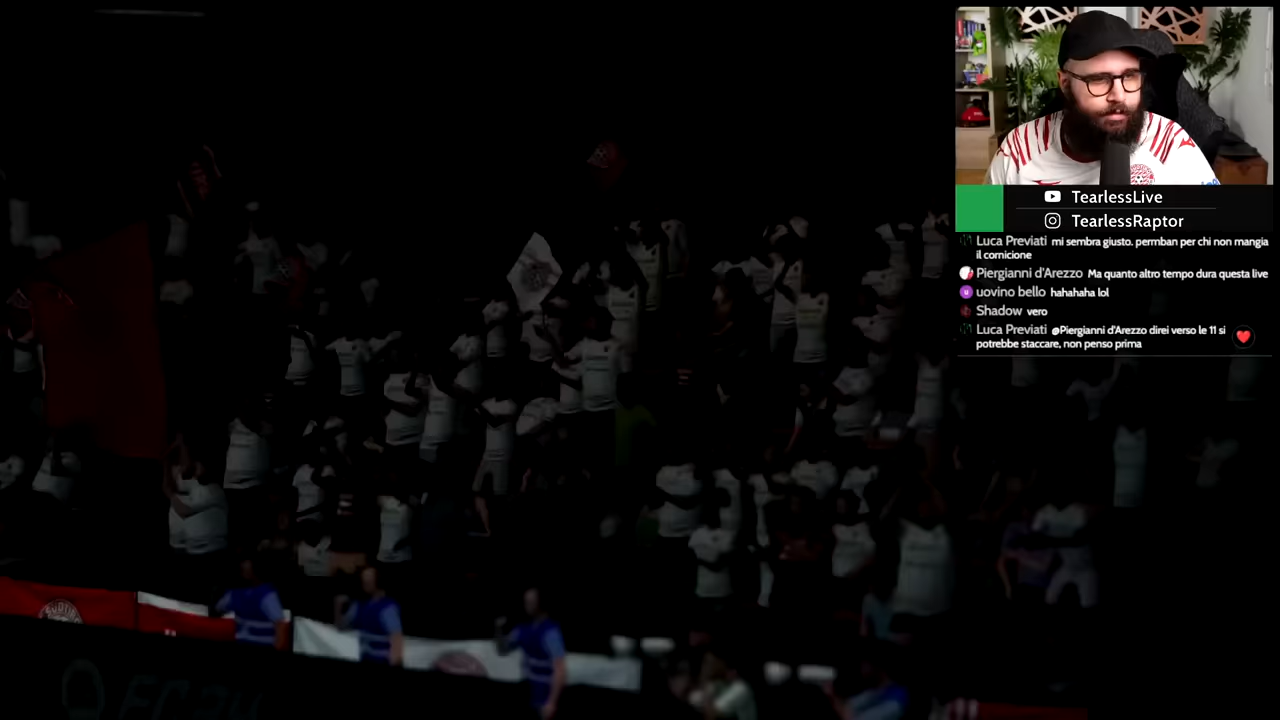 TearlessLive
TearlessRaptor
Luca Previati mi sembra giusto. permban per chi non mangia
il cornicione
Piergianni d'Arezzo Ma quanto altro tempo dura questa live
uovino bello hahahaha lol
Shadow vero
Luca Previati @Piergianni d'Arezzo direi verso le 11 si
potrebbe staccare, non penso prima
FC 24